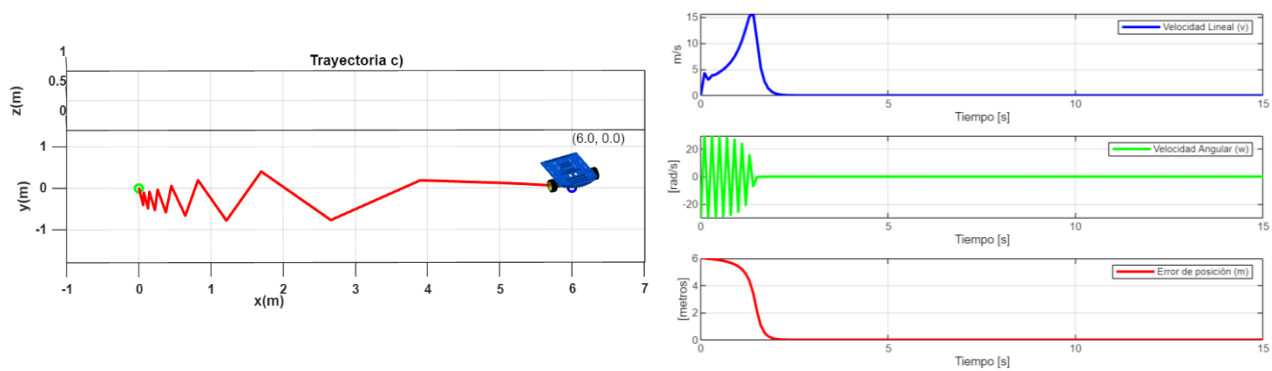 Trayectoria c)
1
0.5
0
z(m)
(6.0, 0.0)
1
0
-1
y(m)
-1 0 1 2 3 4 5 6 7
x(m)
15
10
5
0
m/s
Velocidad Lineal (v)
0 5 10 15
Tiempo [s]
20
0
-20
[rad/s]
Velocidad Angular (w)
0 5 10 15
Tiempo [s]
6
4
2
0
[metros]
Error de posición (m)
0 5 10 15
Tiempo [s]